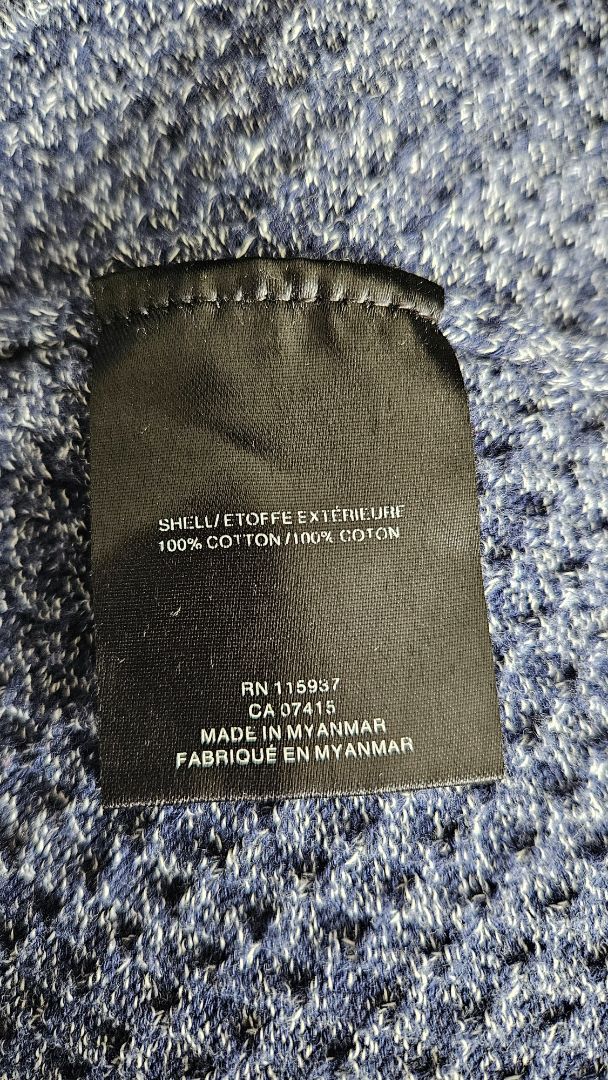 SHELL/ETOFFE EXTÉRIEURE
100% COTTON/100% COTON
RN 115937
CA 07415
MADE IN MYANMAR
FABRIQUÉ EN MYANMAR